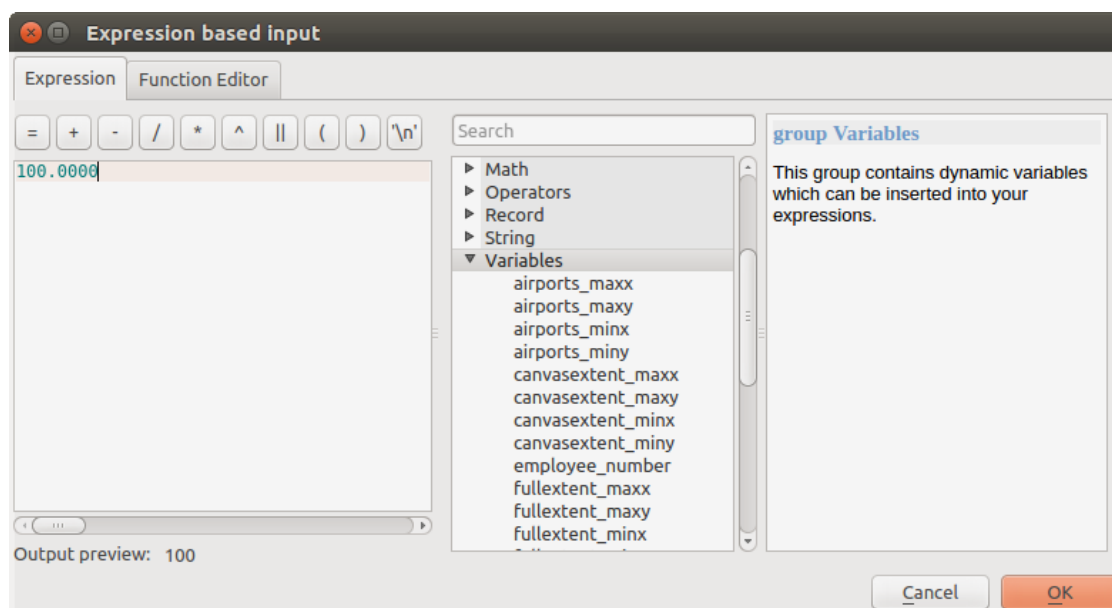 Expression based input
Expression
Function Editor
= + - / * ^ || ( ) '\n'
100.0000
Output preview: 100
Search
Math
Operators
Record
String
Variables
airports_maxx
airports_maxy
airports_minx
airports_miny
canvasextent_maxx
canvasextent_maxy
canvasextent_minx
canvasextent_miny
employee_number
fullextent_maxx
fullextent_maxy
fullextent_minx
group Variables
This group contains dynamic variables
which can be inserted into your
expressions.
Cancel
OK